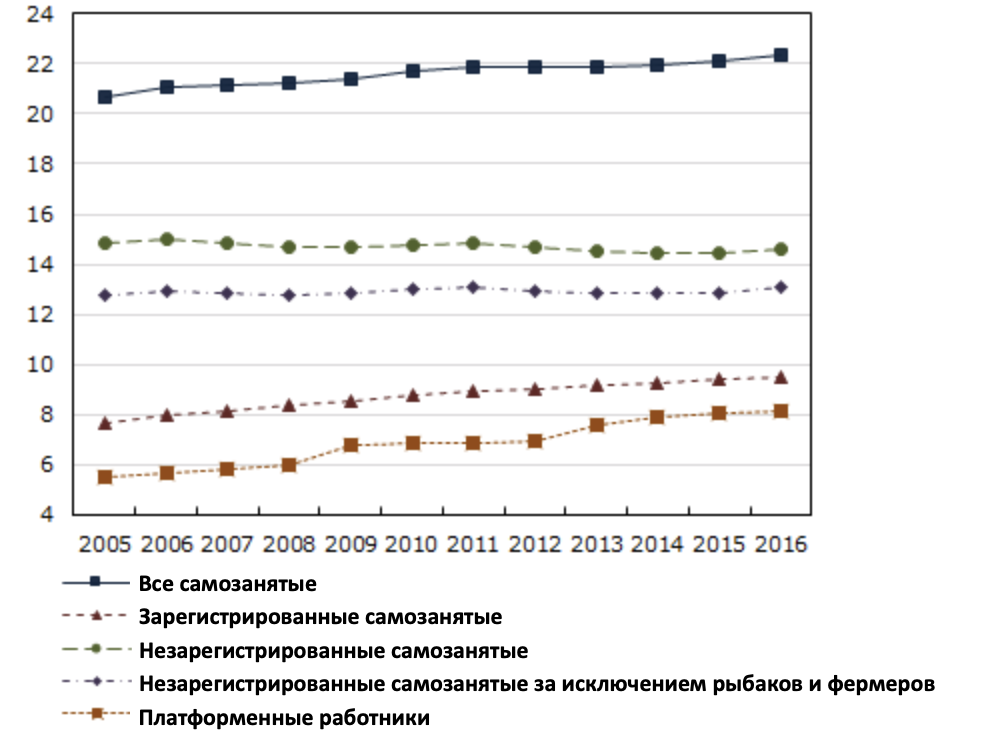 24
22
20
18
16
14
12
10
8
6
4
2005 2006 2007 2008 2009 2010 2011 2012 2013 2014 2015 2016
Все самозанятые
Зарегистрированные самозанятые
Незарегистрированные самозанятые
Незарегистрированные самозанятые за исключением рыбаков и фермеров
Платформенные работники